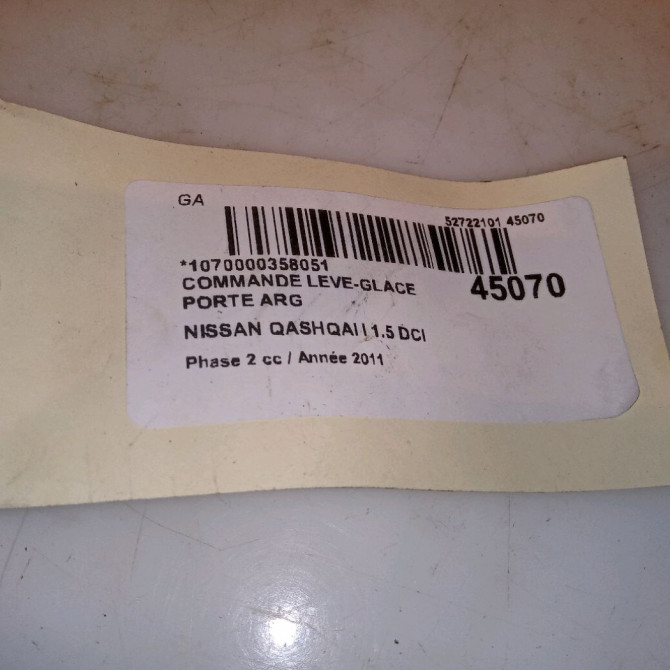 GA
52722101 45070
*1070000358051
COMMANDE LEVE-GLACE
PORTE ARG
45070
NISSAN QASHQAI I 1.5 DCI
Phase 2 cc / Année 2011